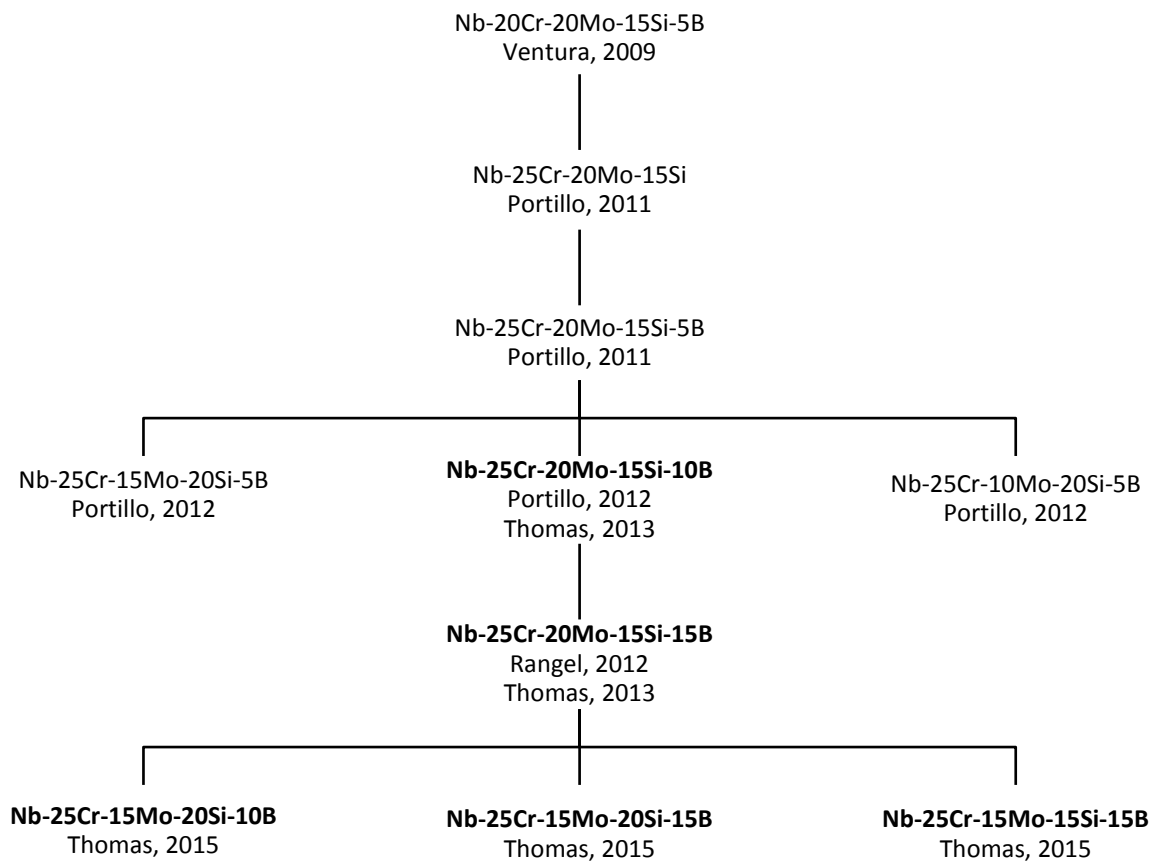 Nb-20Cr-20Mo-15Si-5B
Ventura, 2009
Nb-25Cr-20Mo-15Si
Portillo, 2011
Nb-25Cr-20Mo-15Si-5B
Portillo, 2011
Nb-25Cr-15Mo-20Si-5B
Portillo, 2012
Nb-25Cr-20Mo-15Si-10B
Portillo, 2012
Thomas, 2013
Nb-25Cr-10Mo-20Si-5B
Portillo, 2012
Nb-25Cr-20Mo-15Si-15B
Rangel, 2012
Thomas, 2013
Nb-25Cr-15Mo-20Si-10B
Thomas, 2015
Nb-25Cr-15Mo-20Si-15B
Thomas, 2015
Nb-25Cr-15Mo-15Si-15B
Thomas, 2015